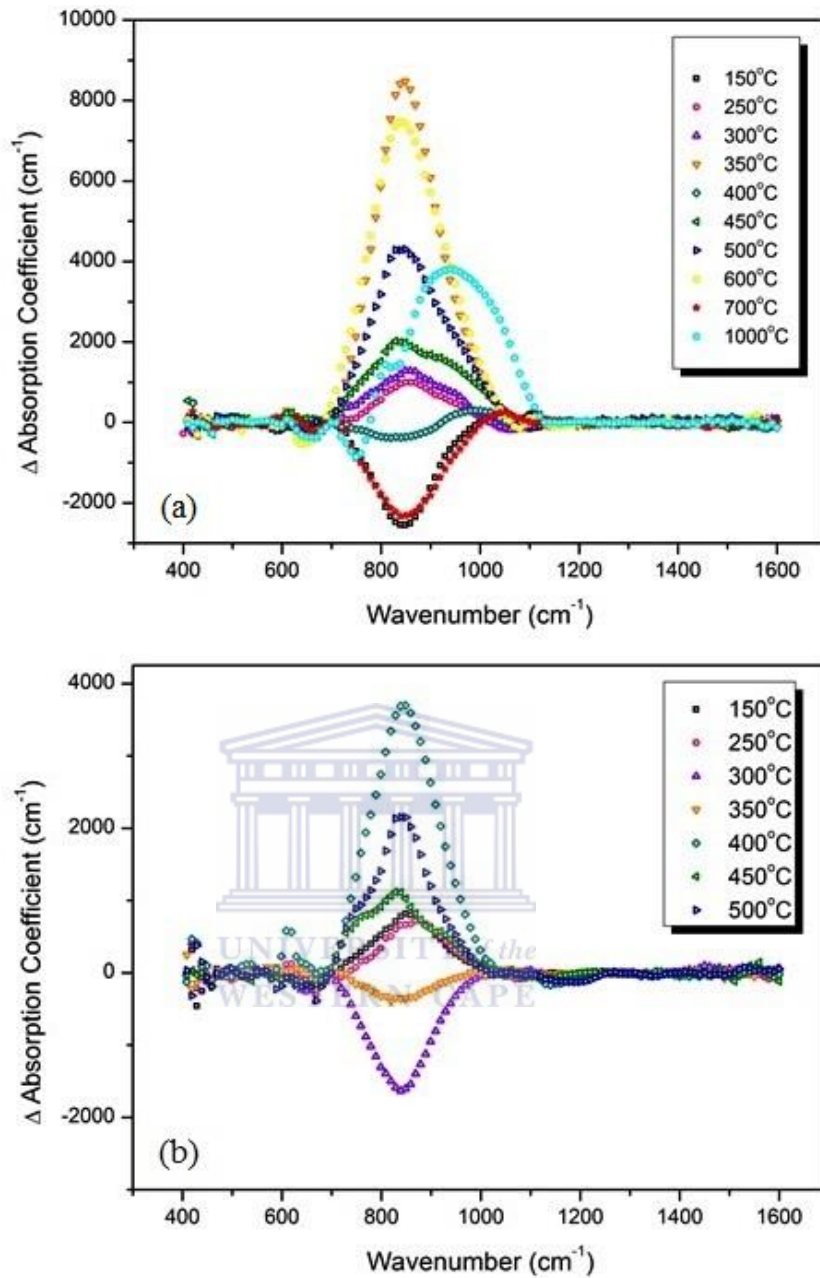 10000
8000
6000
4000
2000
0
-2000
Δ Absorption Coefficient (cm-1)
150°C
250°C
300°C
350°C
400°C
450°C
500°C
600°C
700°C
1000°C
(a)
400 600 800 1000 1200 1400 1600
Wavenumber (cm-1)
4000
2000
0
-2000
Δ Absorption Coefficient (cm-1)
150°C
250°C
300°C
350°C
400°C
450°C
500°C
UNIVERSITY of the
WESTERN CAPE
(b)
400 600 800 1000 1200 1400 1600
Wavenumber (cm-1)